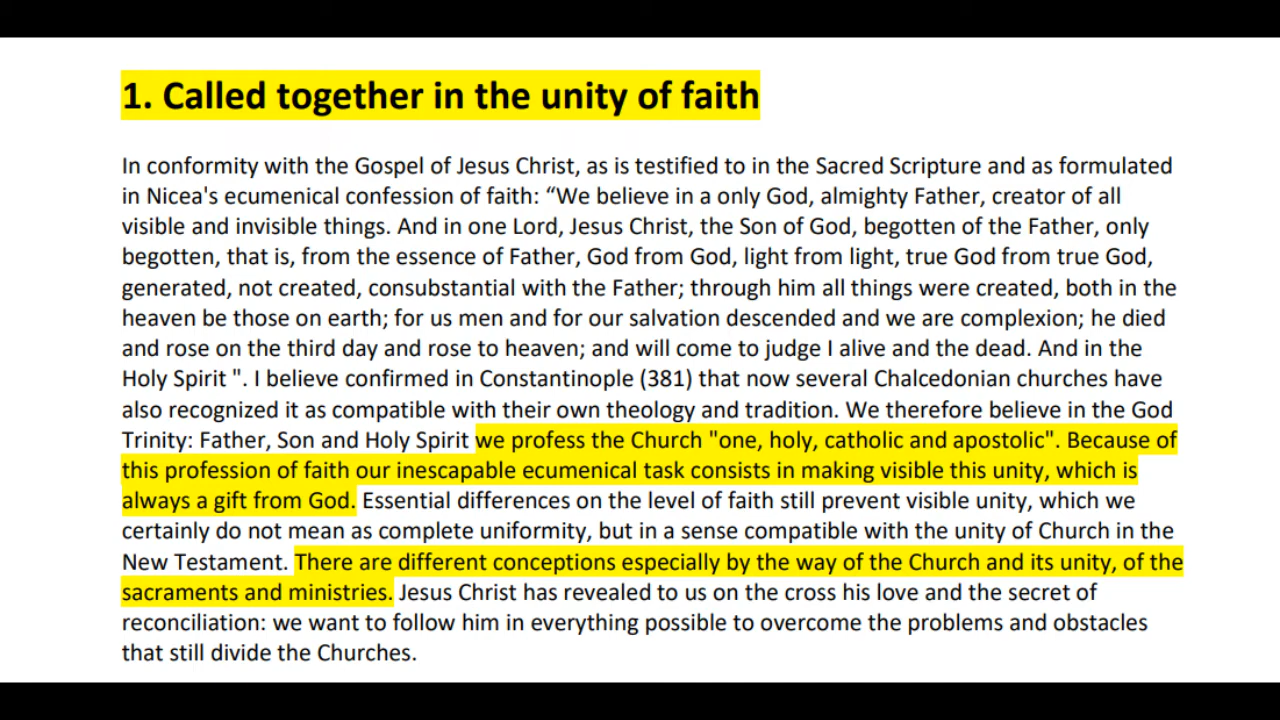 1. Called together in the unity of faith
In conformity with the Gospel of Jesus Christ, as is testified to in the Sacred Scripture and as formulated
in Nicea's ecumenical confession of faith: “We believe in a only God, almighty Father, creator of all
visible and invisible things. And in one Lord, Jesus Christ, the Son of God, begotten of the Father, only
begotten, that is, from the essence of Father, God from God, light from light, true God from true God,
generated, not created, consubstantial with the Father; through him all things were created, both in the
heaven be those on earth; for us men and for our salvation descended and we are complexion; he died
and rose on the third day and rose to heaven; and will come to judge I alive and the dead. And in the
Holy Spirit ". I believe confirmed in Constantinople (381) that now several Chalcedonian churches have
also recognized it as compatible with their own theology and tradition. We therefore believe in the God
Trinity: Father, Son and Holy Spirit we profess the Church "one, holy, catholic and apostolic". Because of
this profession of faith our inescapable ecumenical task consists in making visible this unity, which is
always a gift from God. Essential differences on the level of faith still prevent visible unity, which we
certainly do not mean as complete uniformity, but in a sense compatible with the unity of Church in the
New Testament. There are different conceptions especially by the way of the Church and its unity, of the
sacraments and ministries. Jesus Christ has revealed to us on the cross his love and the secret of
reconciliation: we want to follow him in everything possible to overcome the problems and obstacles
that still divide the Churches.